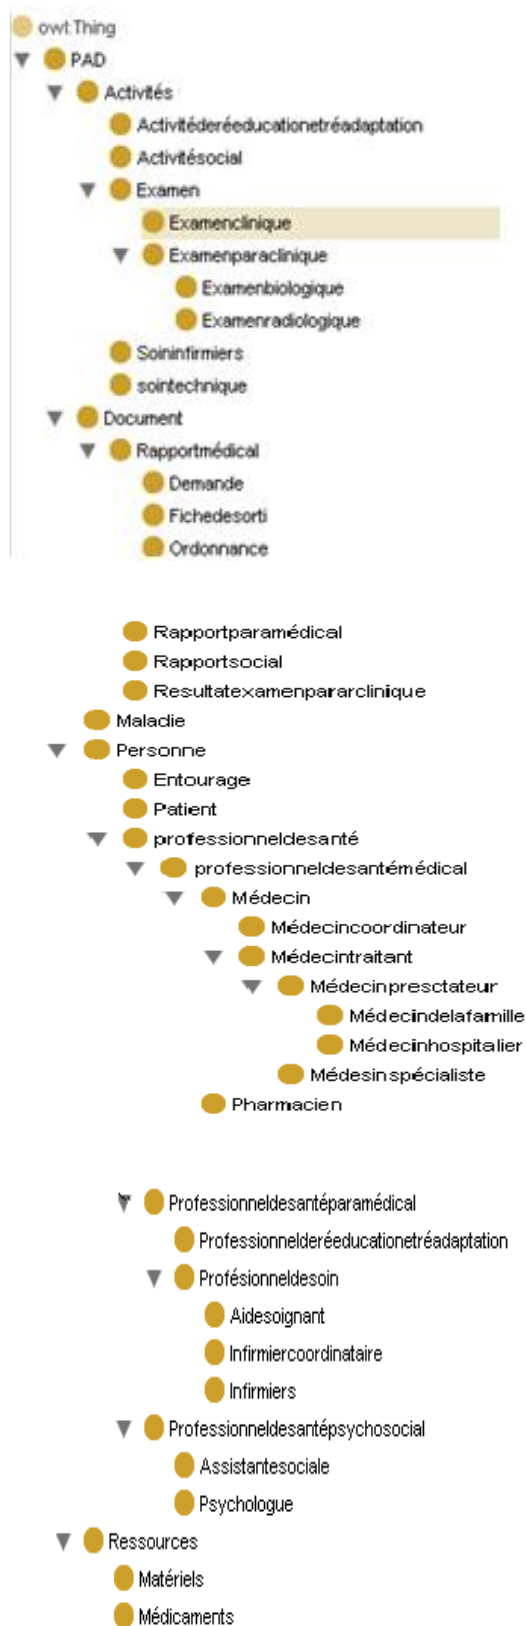 owl:Thing
PAD
Activités
Activitéderéeducationetréadaptation
Activitésocial
Examen
Examenclinique
Examenparaclinique
Examenbiologique
Examenradiologique
Soininfirmiers
sointechnique
Document
Rapportmédical
Demande
Fichedesorti
Ordonnance
Rapportparamédical
Rapportsocial
Resultatexamenpararclinique
Maladie
Personne
Entourage
Patient
professionneldesanté
professionneldesantémédical
Médecin
Médecincoordinateur
Médecintraitant
Médecinpresctateur
Médecindelafamille
Médecinhospitalier
Médesinspécialiste
Pharmacien
Professionneldesantéparamédical
Professionnelderéeducationetréadaptation
Profésionneldesoin
Aidesoignant
Infirmiercoordinataire
Infirmiers
Professionneldesantépsychosocial
Assistantesociale
Psychologue
Ressources
Matériels
Médicaments